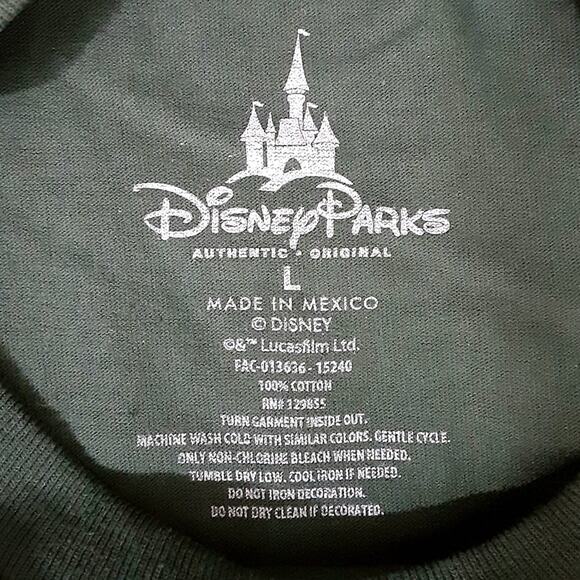 Disney Parks
AUTHENTIC • ORIGINAL
L
MADE IN MEXICO
© DISNEY
©&™ Lucasfilm Ltd.
FAC-013636 - 15240
100% COTTON
RN# 129855
TURN GARMENT INSIDE OUT.
MACHINE WASH COLD WITH SIMILAR COLORS. GENTLE CYCLE.
ONLY NON-CHLORINE BLEACH WHEN NEEDED.
TUMBLE DRY LOW. COOL IRON IF NEEDED.
DO NOT IRON DECORATION.
DO NOT DRY CLEAN IF DECORATED.